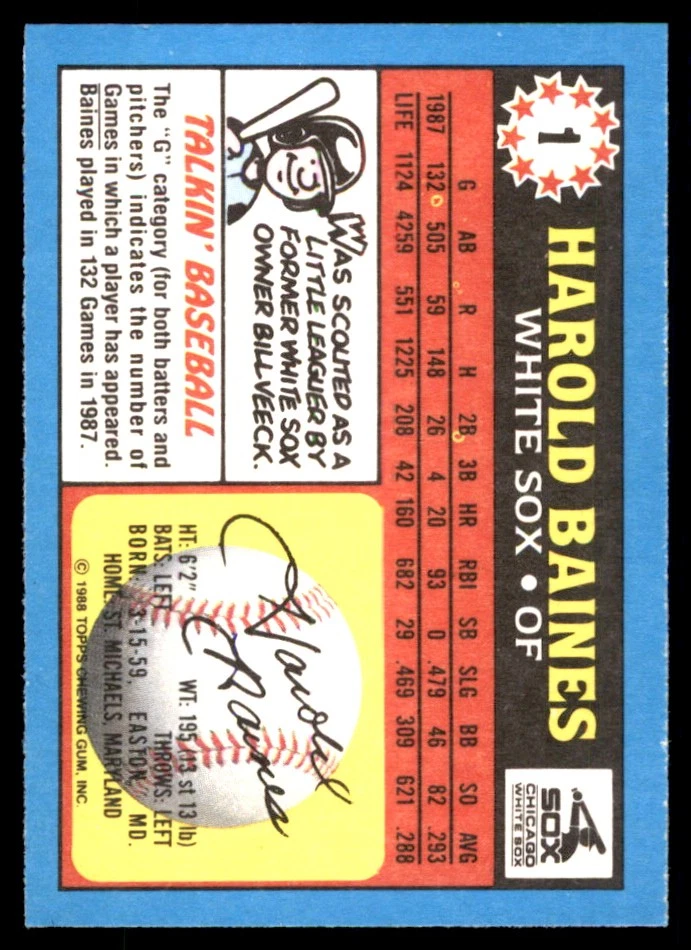 1
HAROLD BAINES
WHITE SOX • OF
SOX
CHICAGO
WHITE SOX
G AB R H 2B 3B HR RBI SB SLG BB SO AVG
1987 132 505 59 148 26 4 20 93 0 .479 46 82 .293
LIFE 1124 4259 551 1225 208 42 160 682 29 .469 309 621 .288
WAS SCOUTED AS A
LITTLE LEAGUER BY
FORMER WHITE SOX
OWNER BILL VEECK.
TALKIN' BASEBALL
The "G" category (for both batters and
pitchers) indicates the number of
Games in which a player has appeared.
Baines played in 132 Games in 1987.
Harold Baines
HT: 6'2" WT: 195 (13 st 13 lb)
BATS: LEFT THROWS: LEFT
BORN: 3-15-59, EASTON, MD.
HOME: ST. MICHAELS, MARYLAND
© 1988 TOPPS CHEWING GUM, INC.